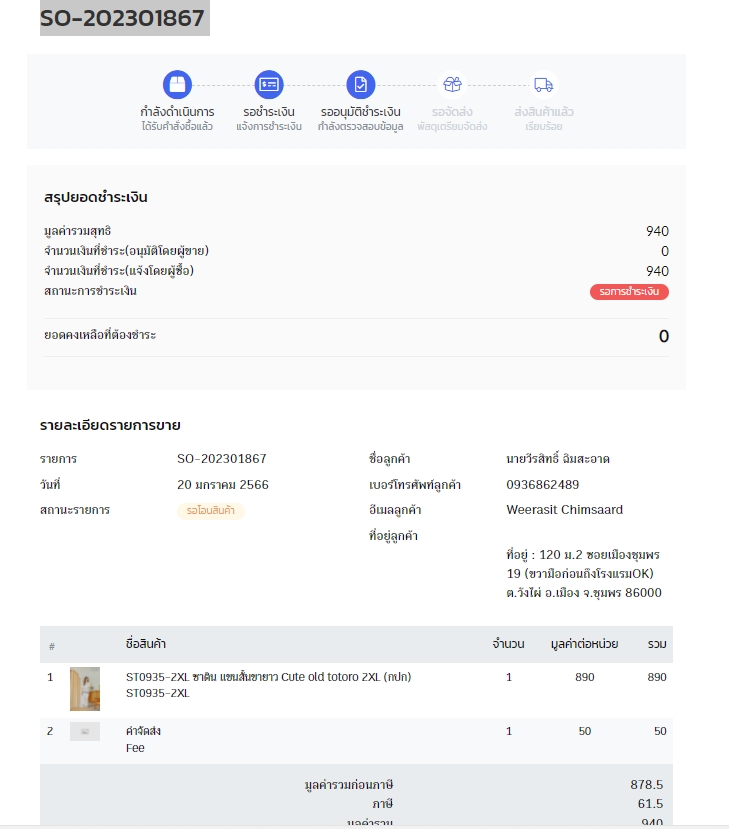 SO-202301867
กำลังดำเนินการ รอชำระเงิน รออนุมัติชำระเงิน รอจัดส่ง ส่งสินค้าแล้ว
ได้รับคำสั่งซื้อแล้ว แจ้งการชำระเงิน กำลังตรวจสอบข้อมูล พัสดุเตรียมจัดส่ง เรียบร้อย
สรุปยอดชำระเงิน
มูลค่ารวมสุทธิ 940
จำนวนเงินที่ชำระ(อนุมัติโดยผู้ขาย) 0
จำนวนเงินที่ชำระ(แจ้งโดยผู้ซื้อ) 940
สถานะการชำระเงิน รอการชำระเงิน
ยอดคงเหลือที่ต้องชำระ 0
รายละเอียดรายการขาย
รายการ SO-202301867 ชื่อลูกค้า นายวีรสิทธิ์ ฉิมสะอาด
วันที่ 20 มกราคม 2566 เบอร์โทรศัพท์ลูกค้า 0936862489
สถานะรายการ รอโอนสินค้า อีเมลลูกค้า Weerasit Chimsaard
ที่อยู่ลูกค้า
ที่อยู่ : 120 ม.2 ซอยเมืองชุมพร
19 (ขวามือก่อนถึงโรงแรมOK)
ต.วังไผ่ อ.เมือง จ.ชุมพร 86000
# ชื่อสินค้า จำนวน มูลค่าต่อหน่วย รวม
1 ST0935-2XL ซาติน แขนสั้นขายาว Cute old totoro 2XL (กปก) 1 890 890
ST0935-2XL
2 ค่าจัดส่ง 1 50 50
Fee
มูลค่ารวมก่อนภาษี 878.5
ภาษี 61.5
มูลค่ารวม 940